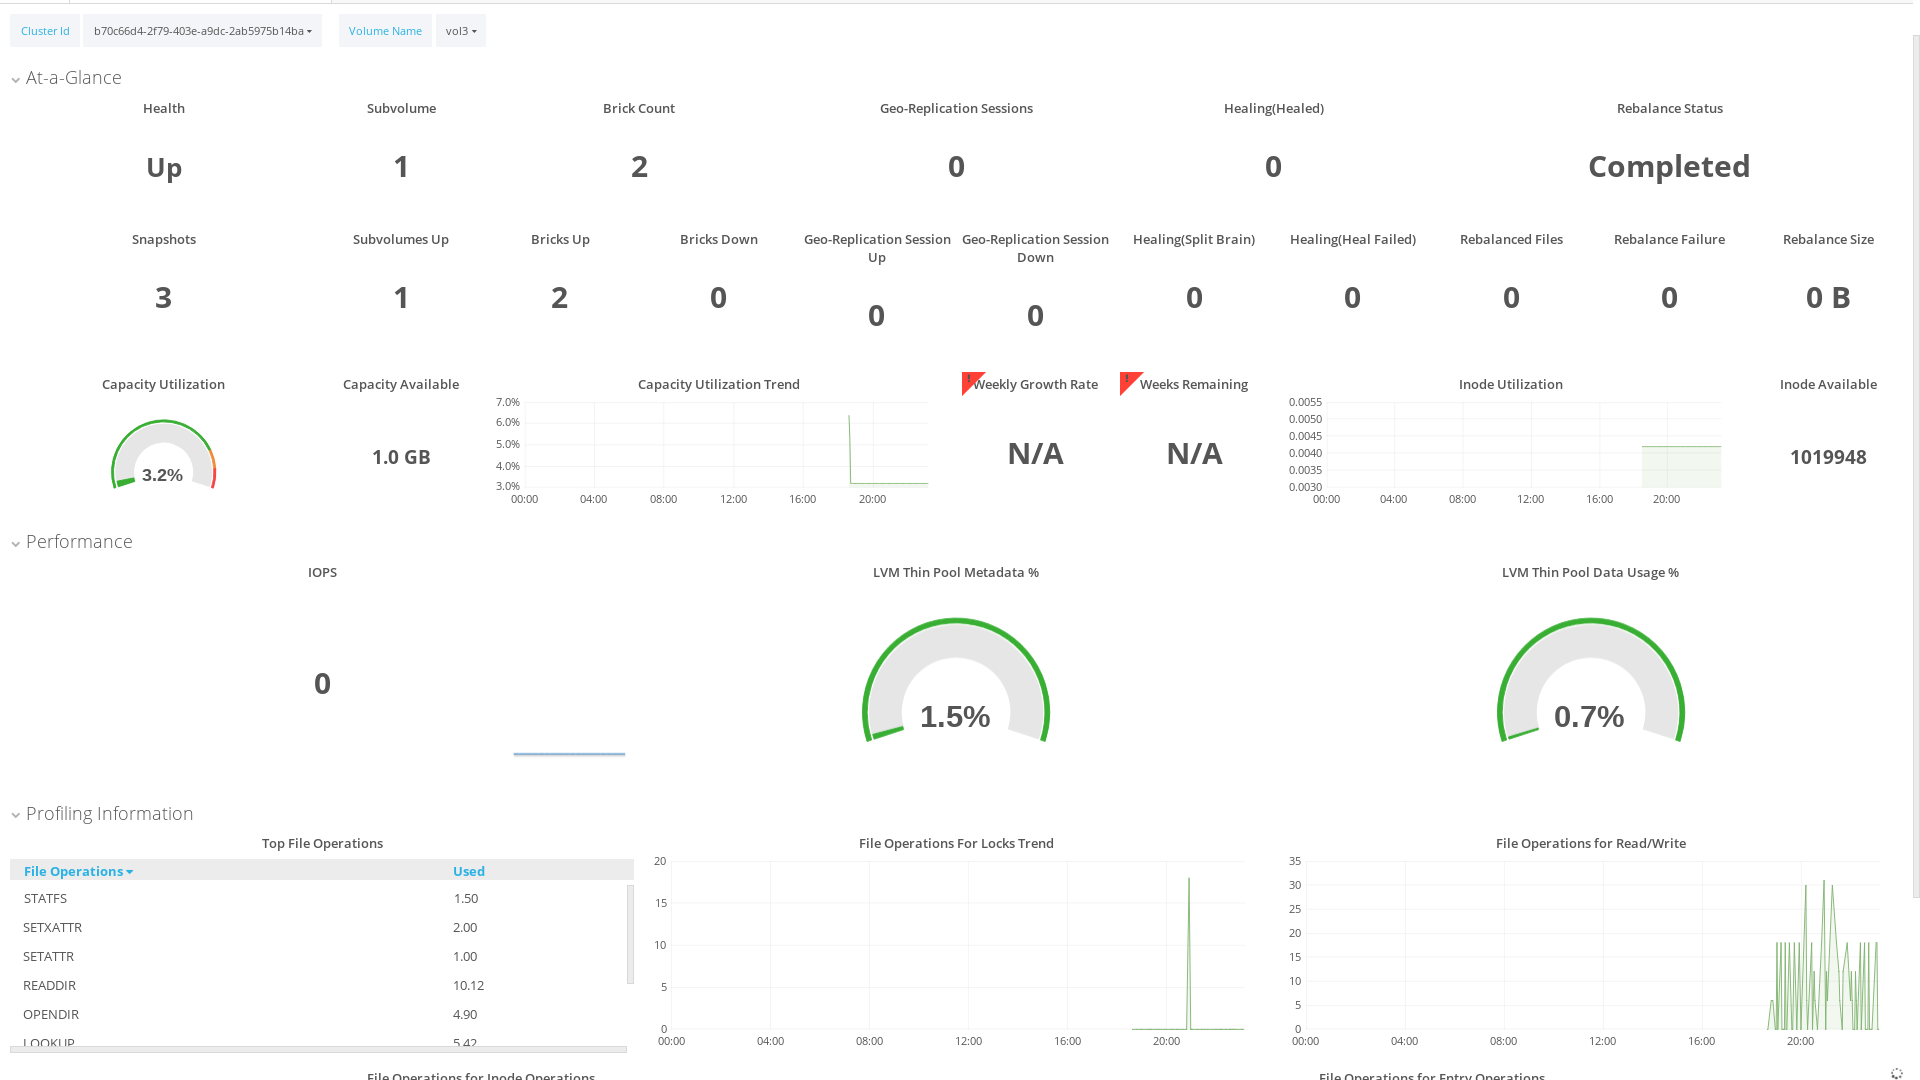 Cluster Id b70c66d4-2f79-403e-a9dc-2ab5975b14ba Volume Name vol3
At-a-Glance
Health Subvolume Brick Count Geo-Replication Sessions Healing(Healed) Rebalance Status
Up 1 2 0 0 Completed
Snapshots Subvolumes Up Bricks Up Bricks Down Geo-Replication Session Geo-Replication Session Healing(Split Brain) Healing(Heal Failed) Rebalanced Files Rebalance Failure Rebalance Size
Up Down
3 1 2 0 0 0 0 0 0 0 0 B
Capacity Utilization Capacity Available Capacity Utilization Trend ! Weekly Growth Rate ! Weeks Remaining Inode Utilization Inode Available
3.2%
1.0 GB
7.0%
6.0%
5.0%
4.0%
3.0%
00:00 04:00 08:00 12:00 16:00 20:00
N/A
N/A
0.0055
0.0050
0.0045
0.0040
0.0035
0.0030
00:00 04:00 08:00 12:00 16:00 20:00
1019948
Performance
IOPS LVM Thin Pool Metadata % LVM Thin Pool Data Usage %
0 1.5% 0.7%
Profiling Information
Top File Operations
File Operations Used
STATFS 1.50
SETXATTR 2.00
SETATTR 1.00
READDIR 10.12
OPENDIR 4.90
LOOKUP 5.42
File Operations For Locks Trend
20
15
10
5
0
00:00 04:00 08:00 12:00 16:00 20:00
File Operations for Read/Write
35
30
25
20
15
10
5
0
00:00 04:00 08:00 12:00 16:00 20:00
File Operations for Inode Operations File Operations for Entry Operations